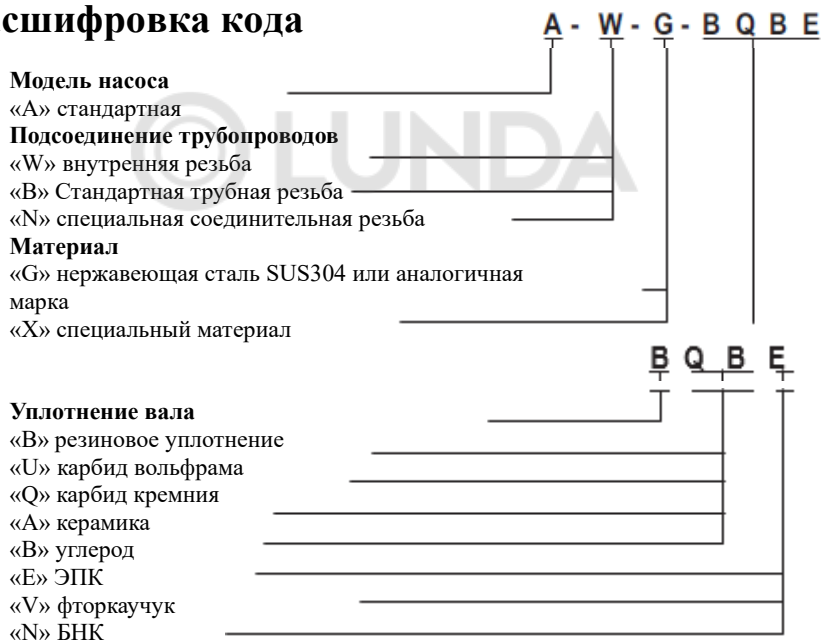 сшифровка кода
A - W - G - B Q B E
Модель насоса
«A» стандартная
Подсоединение трубопроводов
«W» внутренняя резьба
«B» Стандартная трубная резьба
«N» специальная соединительная резьба
Материал
«G» нержавеющая сталь SUS304 или аналогичная
марка
«X» специальный материал
B Q B E
Уплотнение вала
«B» резиновое уплотнение
«U» карбид вольфрама
«Q» карбид кремния
«A» керамика
«B» углерод
«E» ЭПК
«V» фторкаучук
«N» БНК
© LUNDA